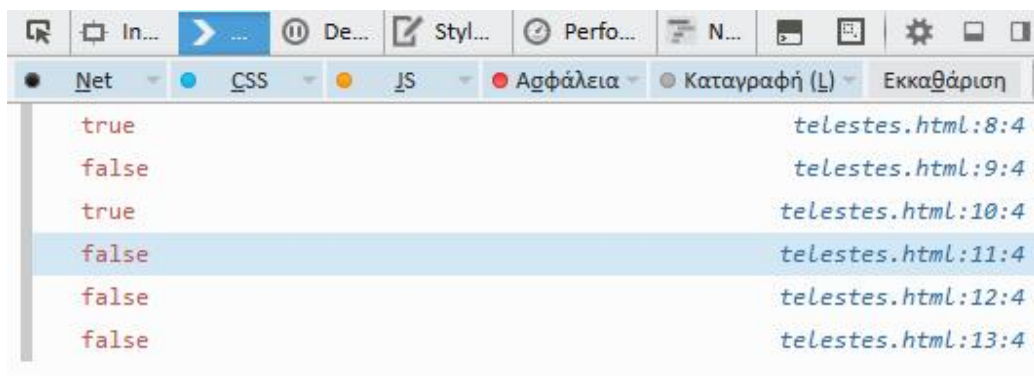 In... ... De... Styl... Perfo... N...
Net CSS JS Ασφάλεια Καταγραφή (L) Εκκαθάριση
true telestes.html:8:4
false telestes.html:9:4
true telestes.html:10:4
false telestes.html:11:4
false telestes.html:12:4
false telestes.html:13:4